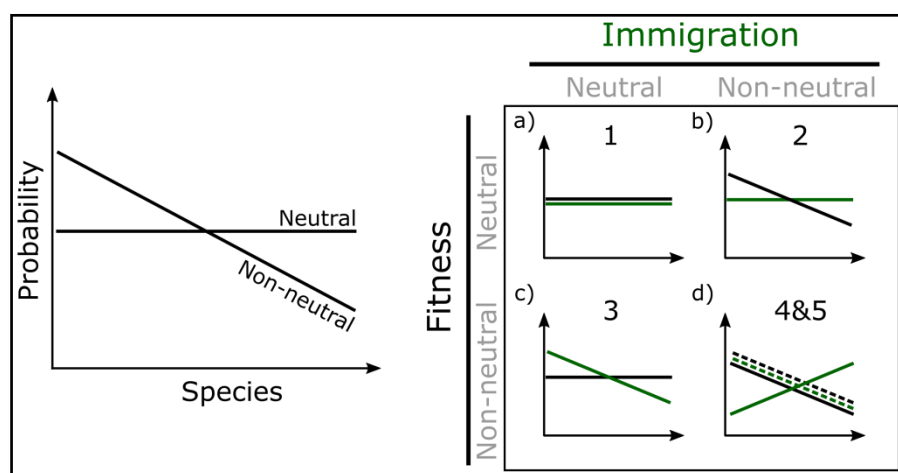 Probability
Neutral
Non-neutral
Species
Immigration
Neutral Non-neutral
Fitness
Neutral
Non-neutral
a) 1
b) 2
c) 3
d) 4&5